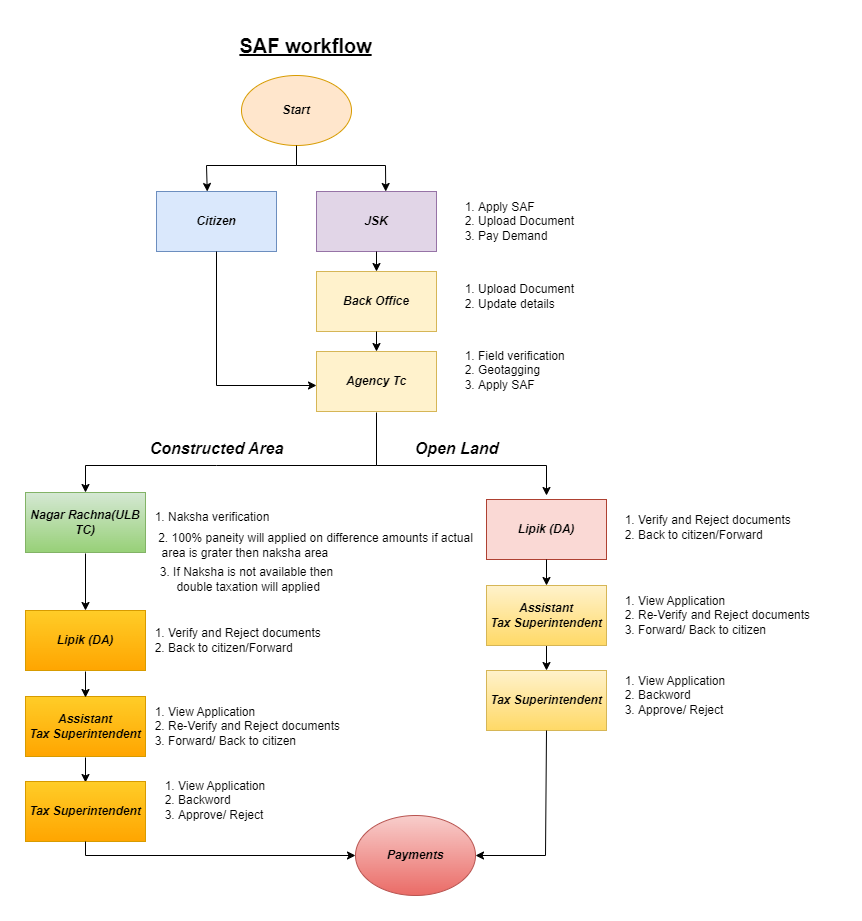 SAF workflow
Start
Citizen
JSK
1. Apply SAF
2. Upload Document
3. Pay Demand
Back Office
1. Upload Document
2. Update details
Agency Tc
1. Field verification
2. Geotagging
3. Apply SAF
Constructed Area
Open Land
Nagar Rachna(ULB
TC)
1. Naksha verification
2. 100% paneity will applied on difference amounts if actual
area is grater then naksha area
3. If Naksha is not available then
double taxation will applied
Lipik (DA)
1. Verify and Reject documents
2. Back to citizen/Forward
Assistant
Tax Superintendent
1. View Application
2. Re-Verify and Reject documents
3. Forward/ Back to citizen
Tax Superintendent
1. View Application
2. Backword
3. Approve/ Reject
Lipik (DA)
1. Verify and Reject documents
2. Back to citizen/Forward
Assistant
Tax Superintendent
1. View Application
2. Re-Verify and Reject documents
3. Forward/ Back to citizen
Tax Superintendent
1. View Application
2. Backword
3. Approve/ Reject
Payments